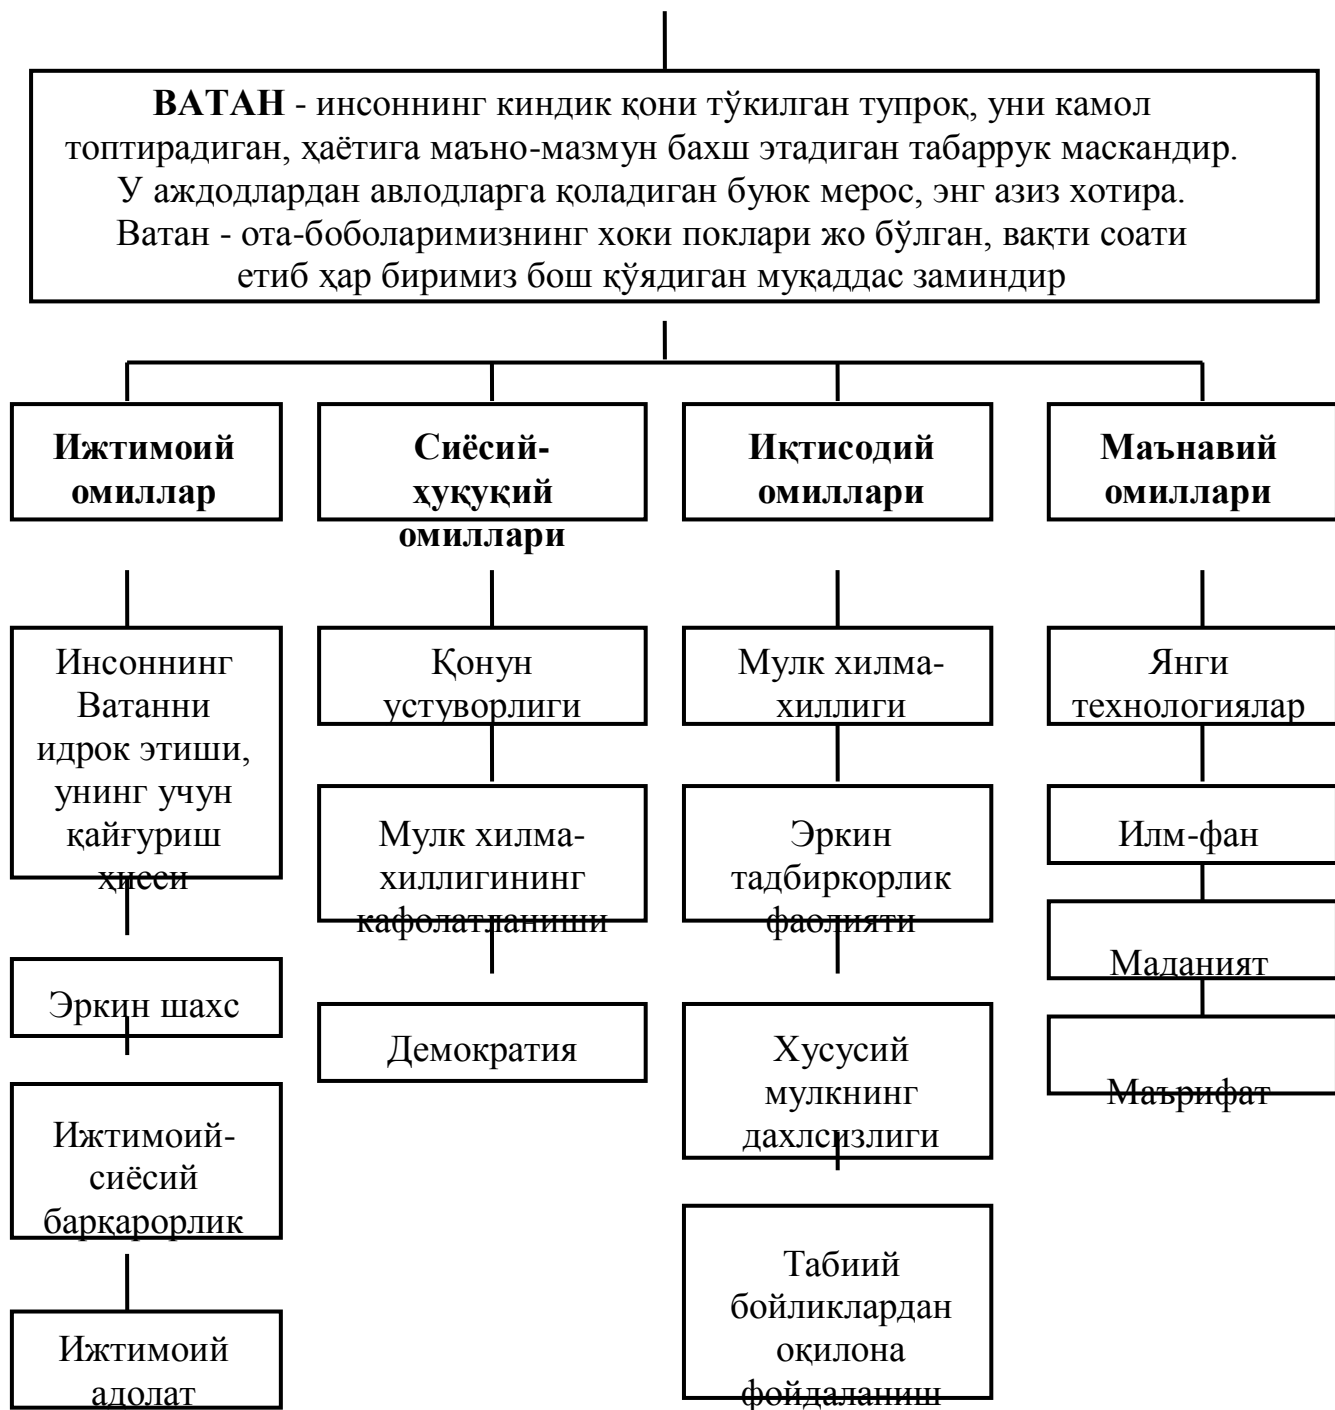 ВАТАН - инсоннинг киндик қони тўкилган тупроқ, уни камол
топтирадиган, ҳаётига маъно-мазмун бахш этадиган табаррук маскандир.
У аждодлардан авлодларга қоладиган буюк мерос, энг азиз хотира.
Ватан - ота-боболаримизнинг хоки поклари жо бўлган, вақти соати
етиб ҳар биримиз бош қўядиган муқаддас заминдир
Ижтимоий
омиллар
Сиёсий-
ҳуқуқий
омиллари
Иқтисодий
омиллари
Маънавий
омиллари
Инсоннинг
Ватанни
идрок этиши,
унинг учун
қайғуриш
ҳисси
Эркин шахс
Ижтимоий-
сиёсий
барқарорлик
Ижтимоий
адолат
Қонун
устуворлиги
Мулк хилма-
хиллигининг
кафолатланиши
Демократия
Мулк хилма-
хиллиги
Эркин
тадбиркорлик
фаолияти
Хусусий
мулкнинг
дахлсизлиги
Табиий
бойликлардан
оқилона
фойдаланиш
Янги
технологиялар
Илм-фан
Маданият
Маърифат